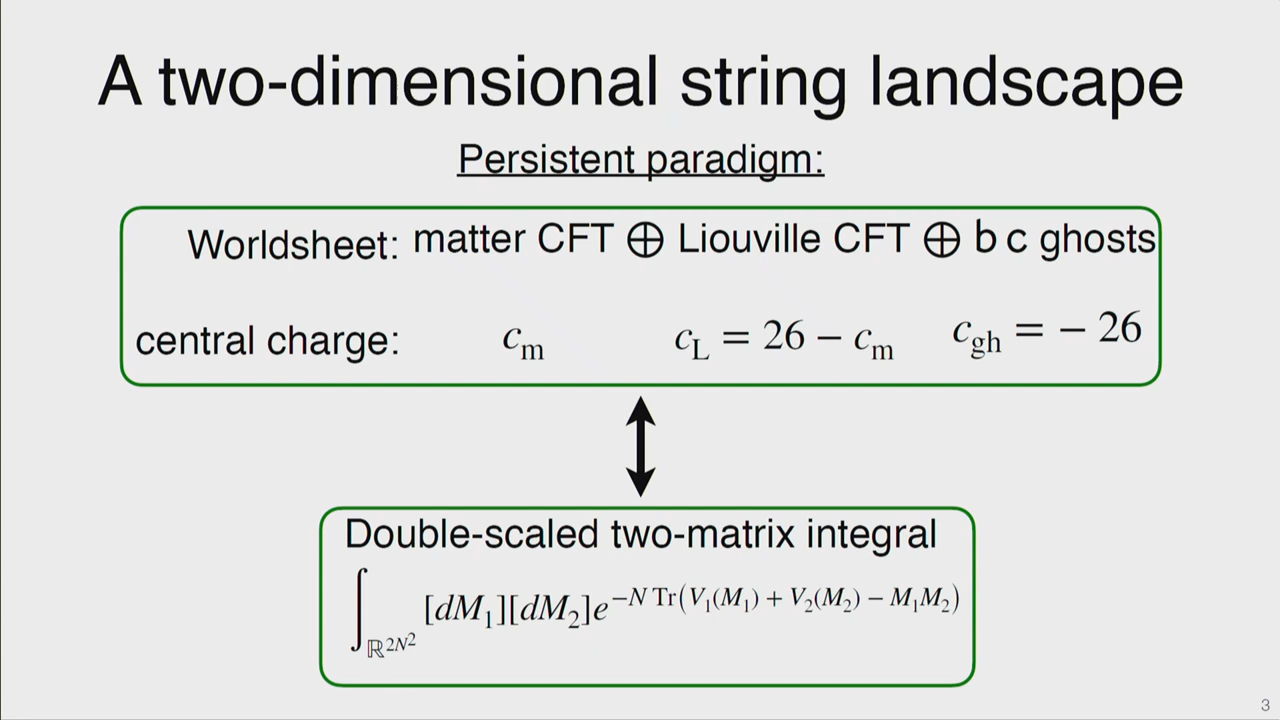 A two-dimensional string landscape
Persistent paradigm:
Worldsheet: matter CFT ⊕ Liouville CFT ⊕ b c ghosts
central charge: c_m c_L = 26 − c_m c_gh = − 26
Double-scaled two-matrix integral
∫_{ℝ^{2N^2}} [dM_1][dM_2]e^{−N Tr(V_1(M_1) + V_2(M_2) − M_1M_2)}
3